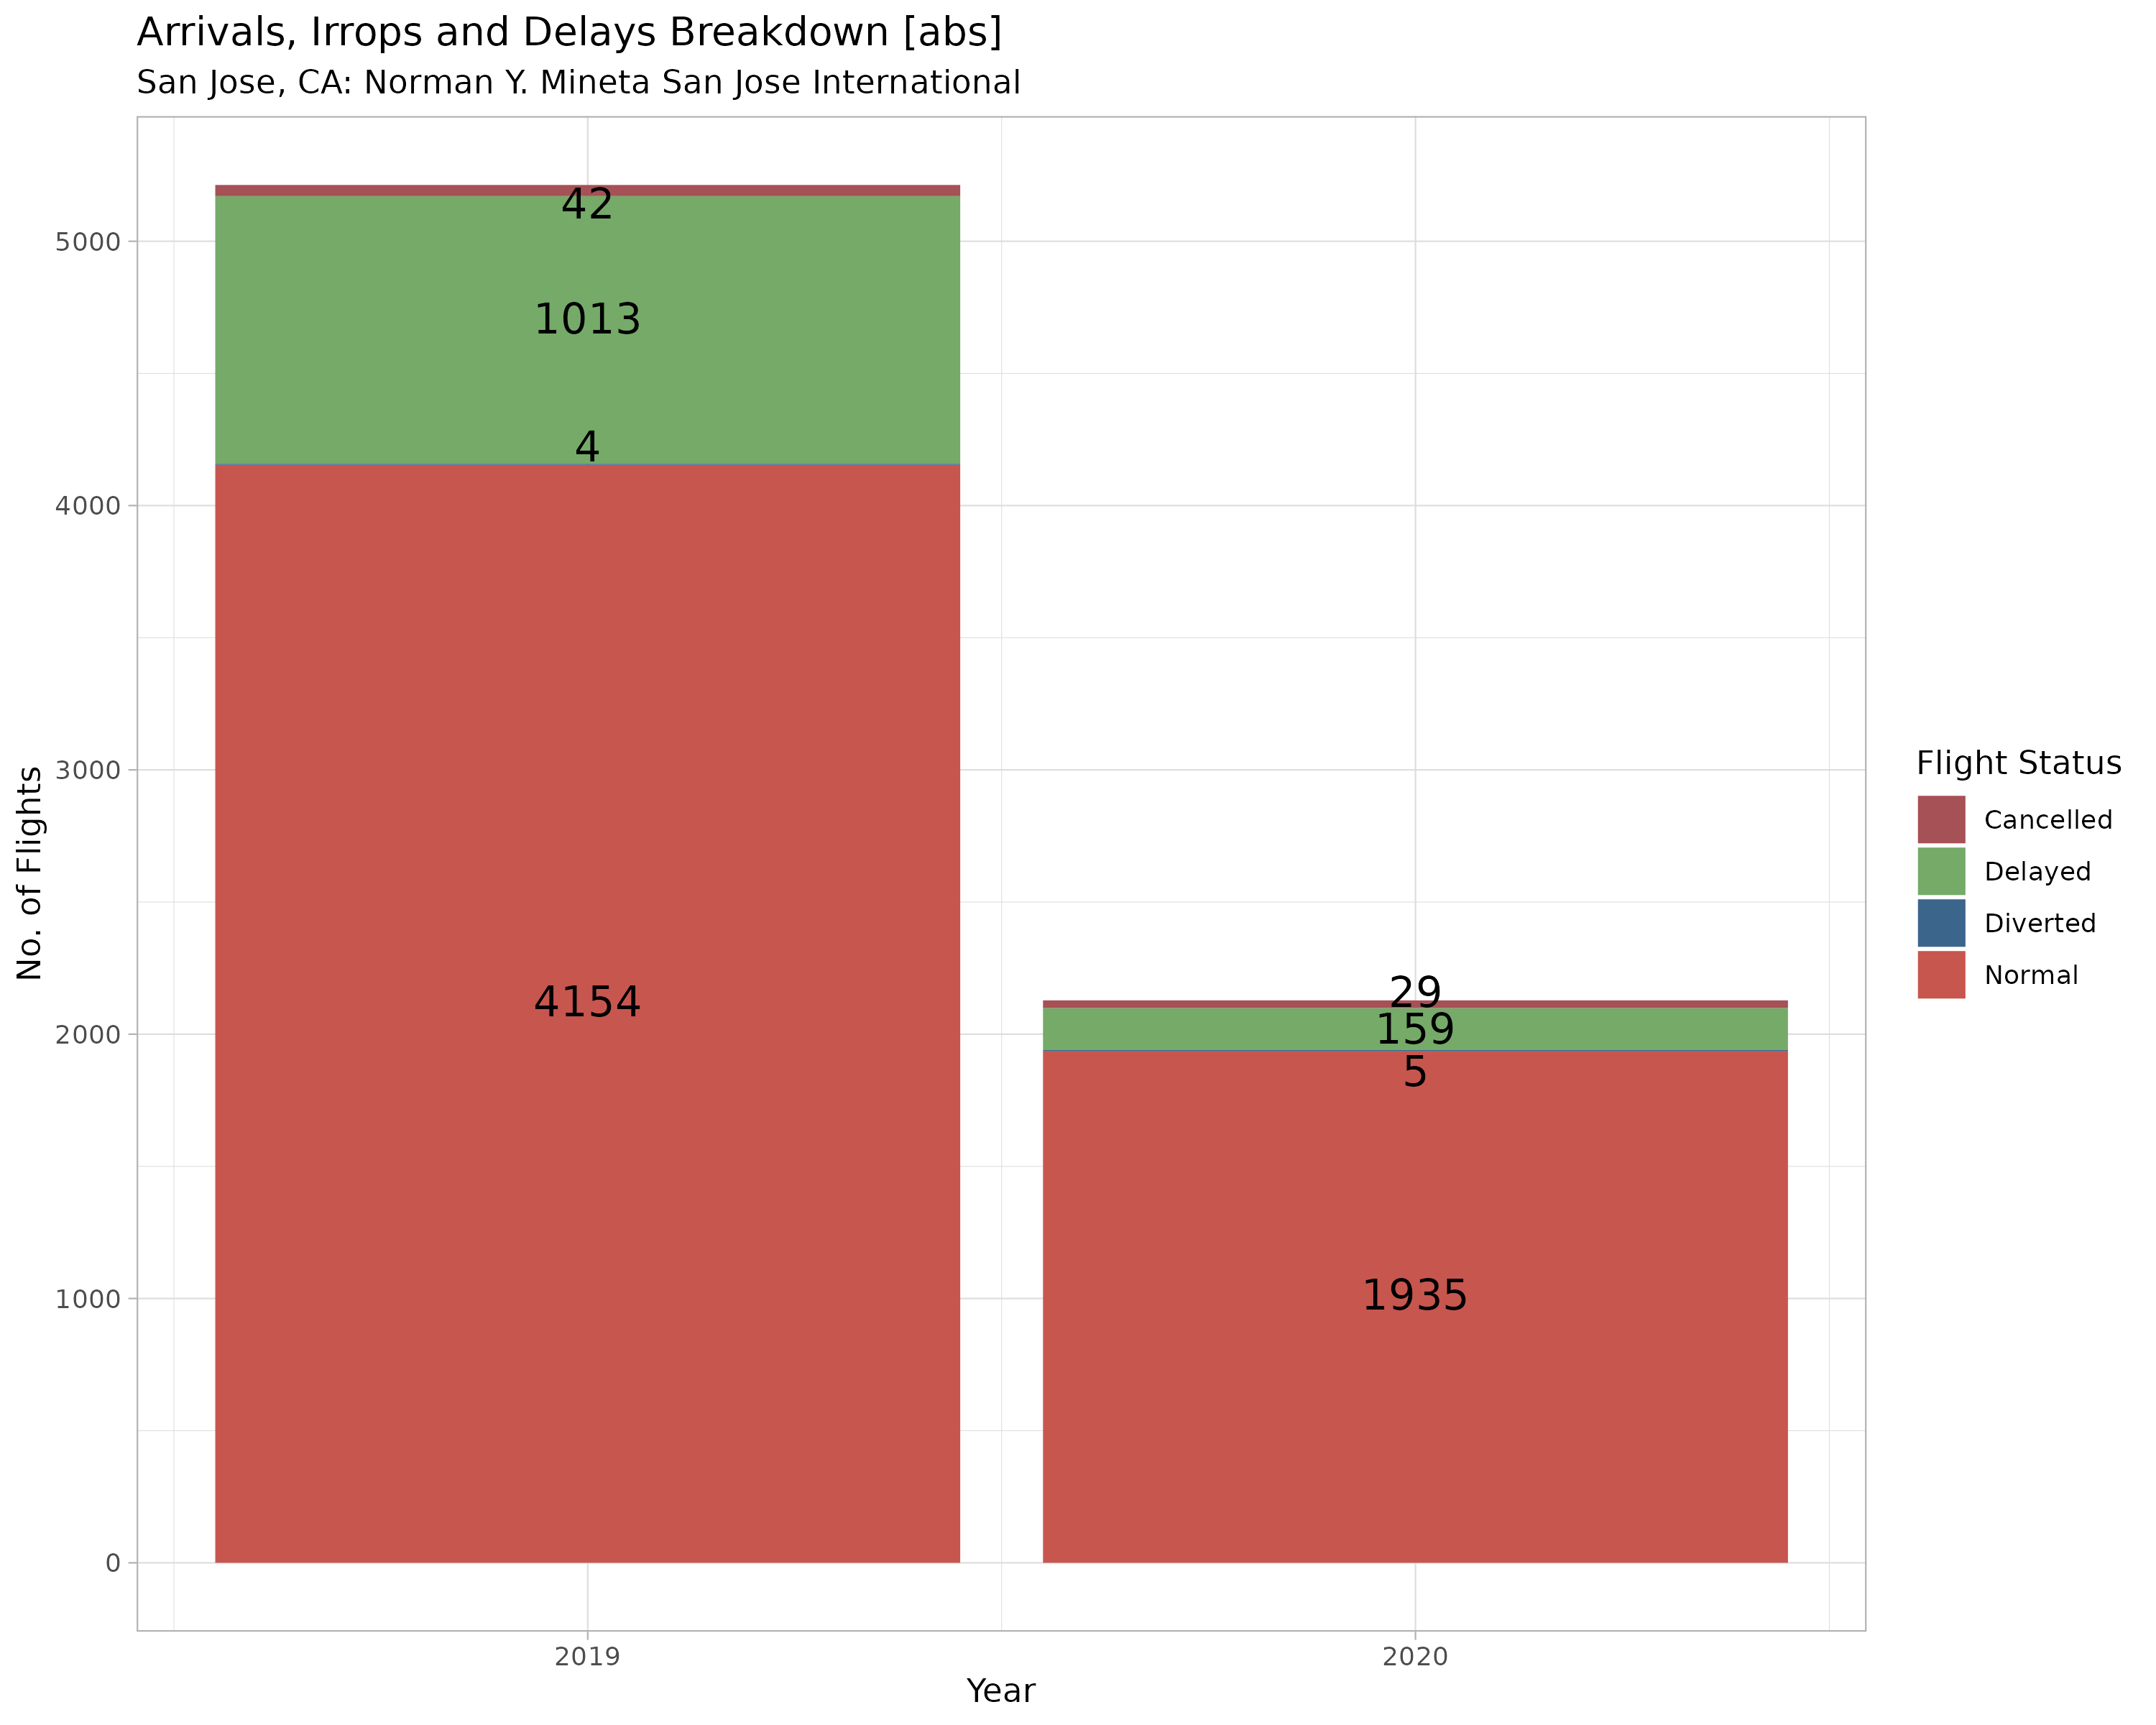 Arrivals, Irrops and Delays Breakdown [abs]
San Jose, CA: Norman Y. Mineta San Jose International
No. of Flights
5000
4000
3000
2000
1000
0
42
1013
4
4154
29
159
5
1935
2019
2020
Year
Flight Status
Cancelled
Delayed
Diverted
Normal